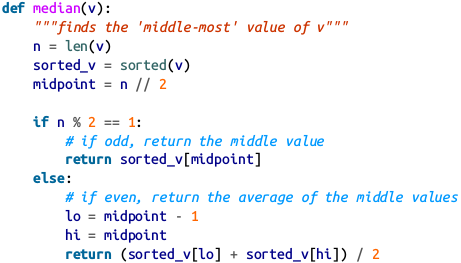 def median(v):
    """finds the 'middle-most' value of v"""
    n = len(v)
    sorted_v = sorted(v)
    midpoint = n // 2

    if n % 2 == 1:
        # if odd, return the middle value
        return sorted_v[midpoint]
    else:
        # if even, return the average of the middle values
        lo = midpoint - 1
        hi = midpoint
        return (sorted_v[lo] + sorted_v[hi]) / 2